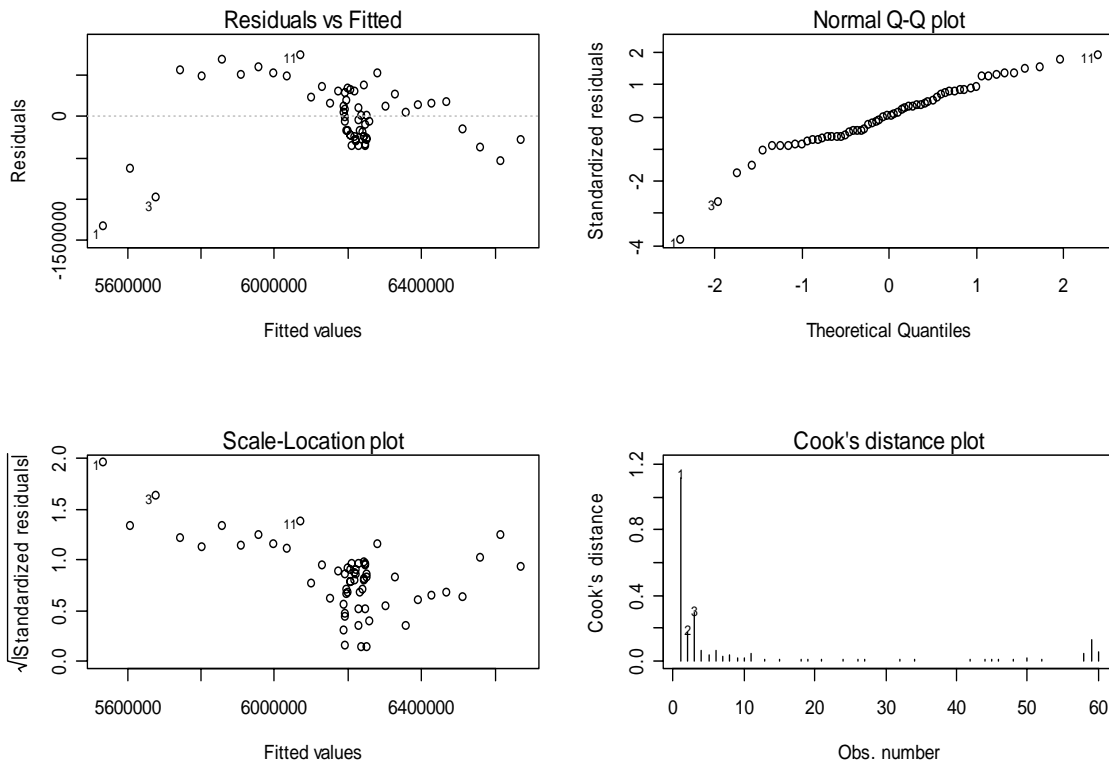 Residuals vs Fitted
Residuals
0
-1500000
11
3
1
5600000 6000000 6400000
Fitted values
Normal Q-Q plot
Standardized residuals
2
0
-2
-4
11
3
1
-2 -1 0 1 2
Theoretical Quantiles
Scale-Location plot
√|Standardized residuals|
2.0
1.5
1.0
0.5
0.0
1
3
11
5600000 6000000 6400000
Fitted values
Cook's distance plot
Cook's distance
1.2
0.8
0.4
0.0
1
3
2
0 10 20 30 40 50 60
Obs. number